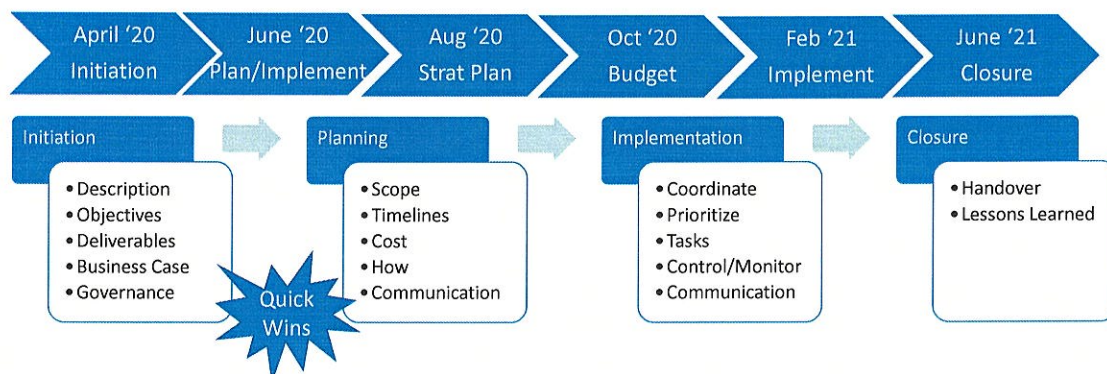 April ‘20
Initiation
June ‘20
Plan/Implement
Aug ‘20
Strat Plan
Oct ‘20
Budget
Feb ‘21
Implement
June ‘21
Closure
Initiation
• Description
• Objectives
• Deliverables
• Business Case
• Governance
Quick
Wins
Planning
• Scope
• Timelines
• Cost
• How
• Communication
Implementation
• Coordinate
• Prioritize
• Tasks
• Control/Monitor
• Communication
Closure
• Handover
• Lessons Learned